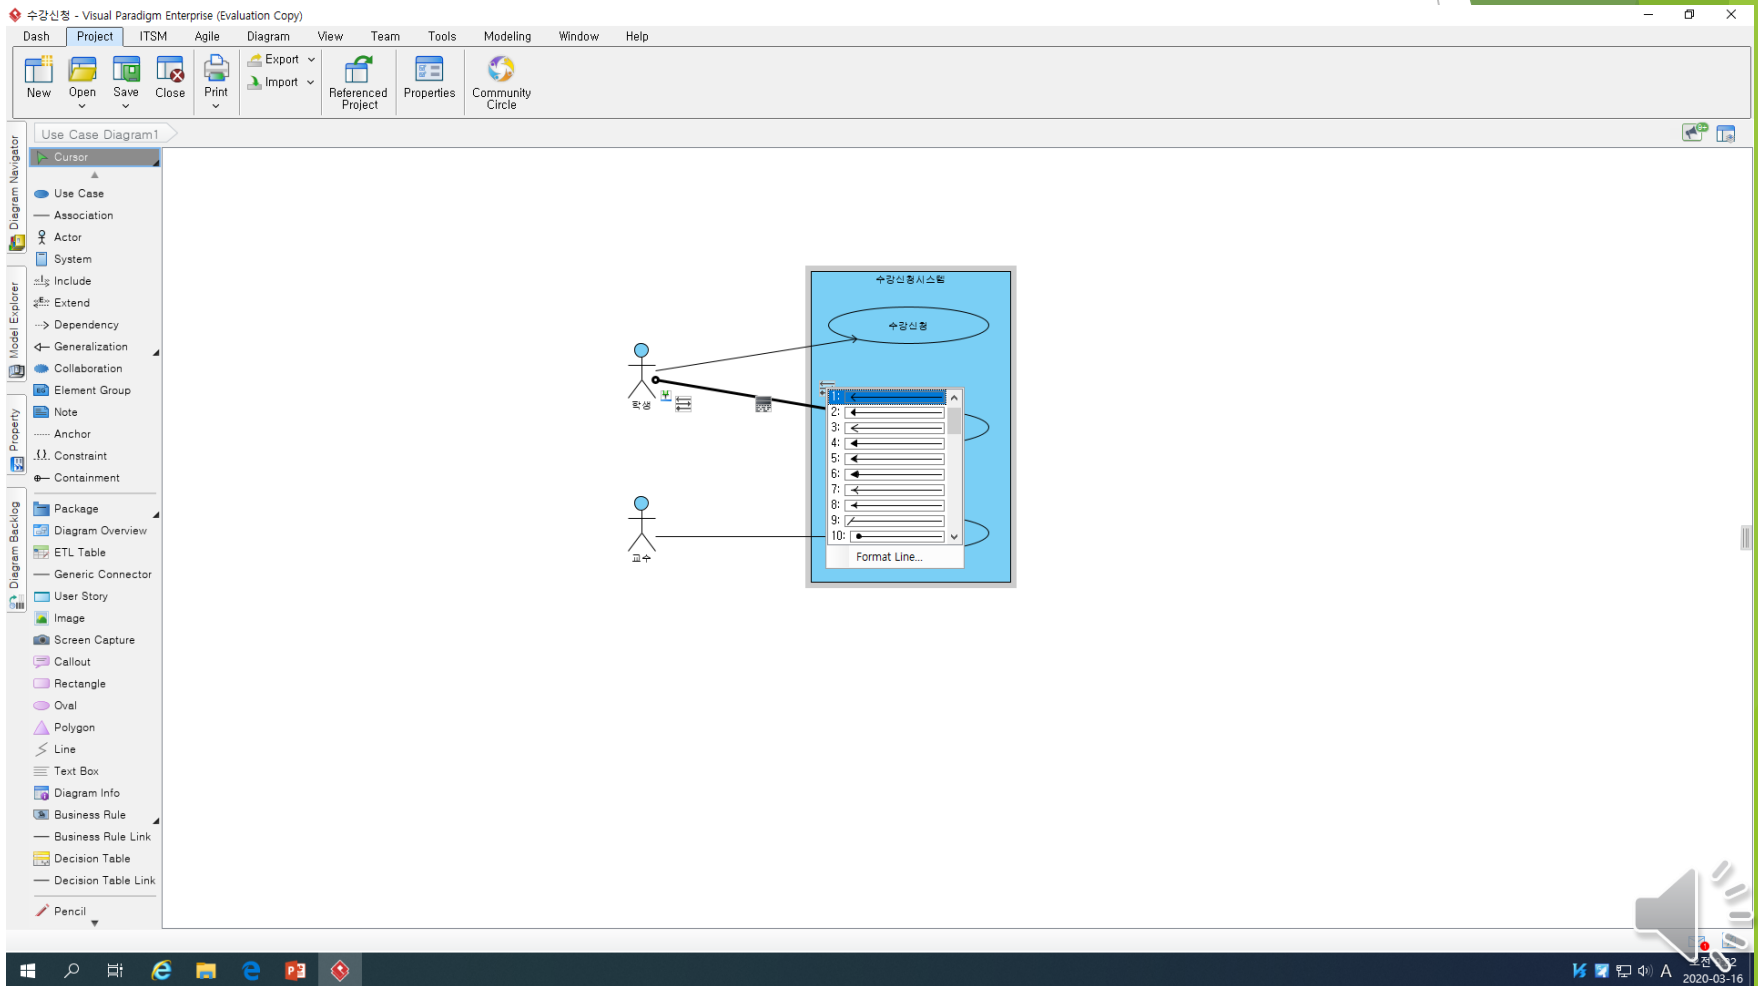 수강신청 - Visual Paradigm Enterprise (Evaluation Copy)
Dash Project ITSM Agile Diagram View Team Tools Modeling Window Help
New Open Save Close Print Export Import Referenced Project Properties Community Circle
Use Case Diagram1
Diagram Navigator
Model Explorer
Property
Diagram Backlog
Cursor
Use Case
Association
Actor
System
Include
Extend
Dependency
Generalization
Collaboration
Element Group
Note
Anchor
Constraint
Containment
Package
Diagram Overview
ETL Table
Generic Connector
User Story
Image
Screen Capture
Callout
Rectangle
Oval
Polygon
Line
Text Box
Diagram Info
Business Rule
Business Rule Link
Decision Table
Decision Table Link
Pencil
수강신청시스템
수강신청
학생
교수
1:
2:
3:
4:
5:
6:
7:
8:
9:
10:
Format Line...
A
2020-03-16